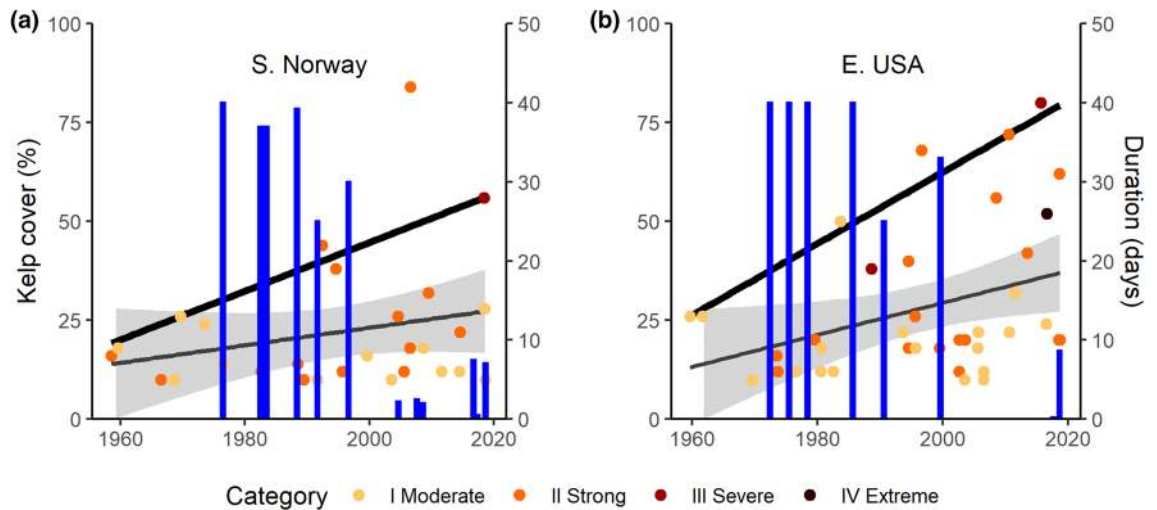 (a)
S. Norway
Kelp cover (%)
100
75
50
25
0
50
40
30
20
10
0
1960
1980
2000
2020
(b)
E. USA
100
75
50
25
0
50
40
30
20
10
0
Duration (days)
1960
1980
2000
2020
Category
I Moderate
II Strong
III Severe
IV Extreme